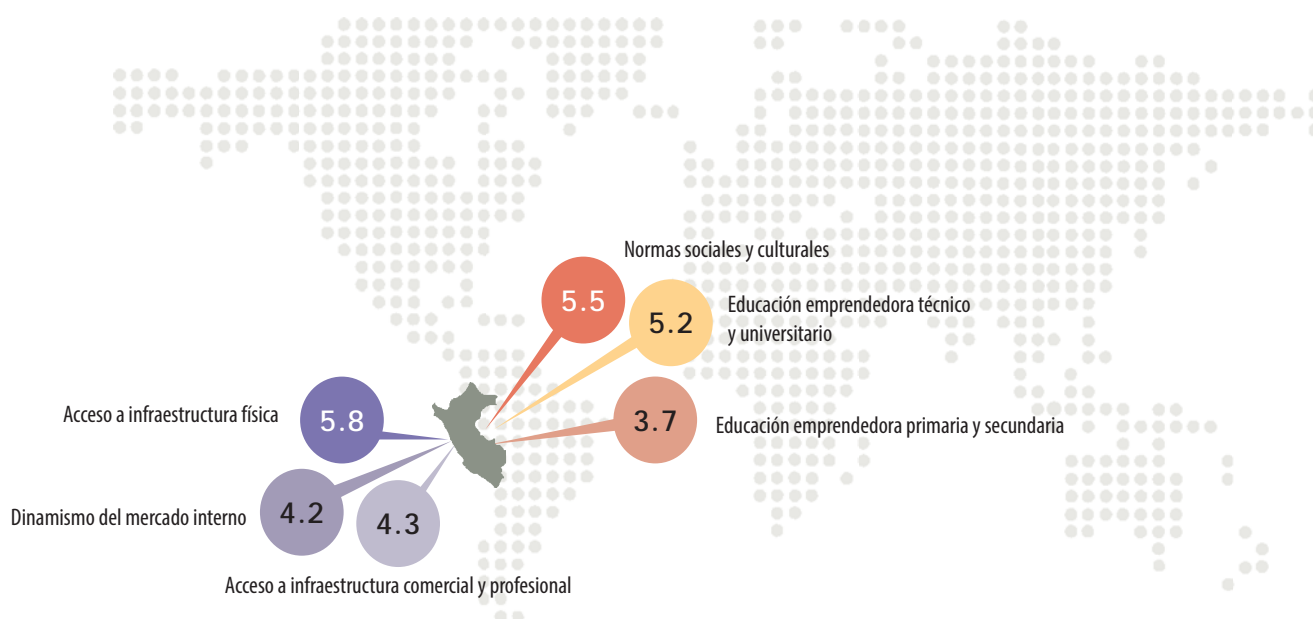 Normas sociales y culturales
5.5
Educación emprendedora técnico
y universitario
5.2
Acceso a infraestructura física
5.8
3.7
Educación emprendedora primaria y secundaria
Dinamismo del mercado interno
4.2
4.3
Acceso a infraestructura comercial y profesional